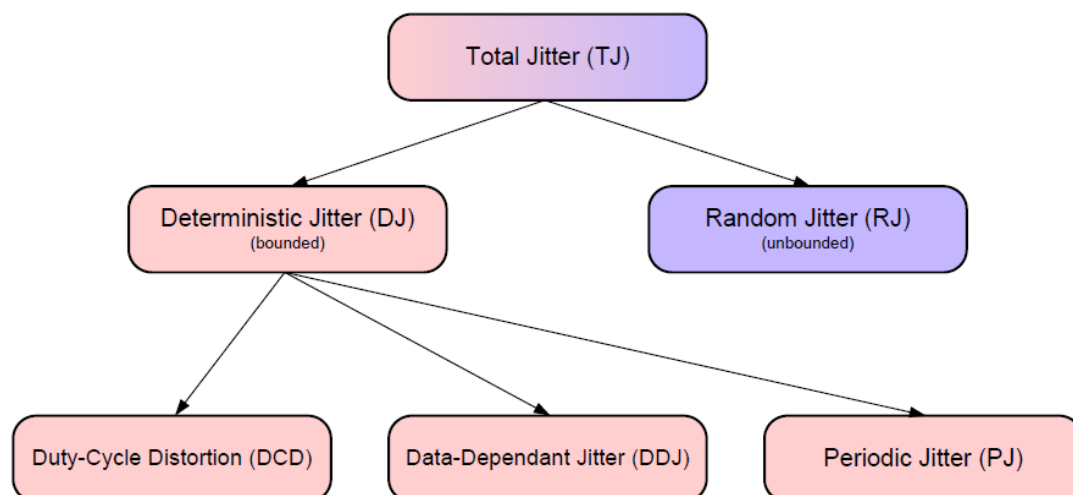 Total Jitter (TJ)
Deterministic Jitter (DJ)
(bounded)
Random Jitter (RJ)
(unbounded)
Duty-Cycle Distortion (DCD)
Data-Dependant Jitter (DDJ)
Periodic Jitter (PJ)